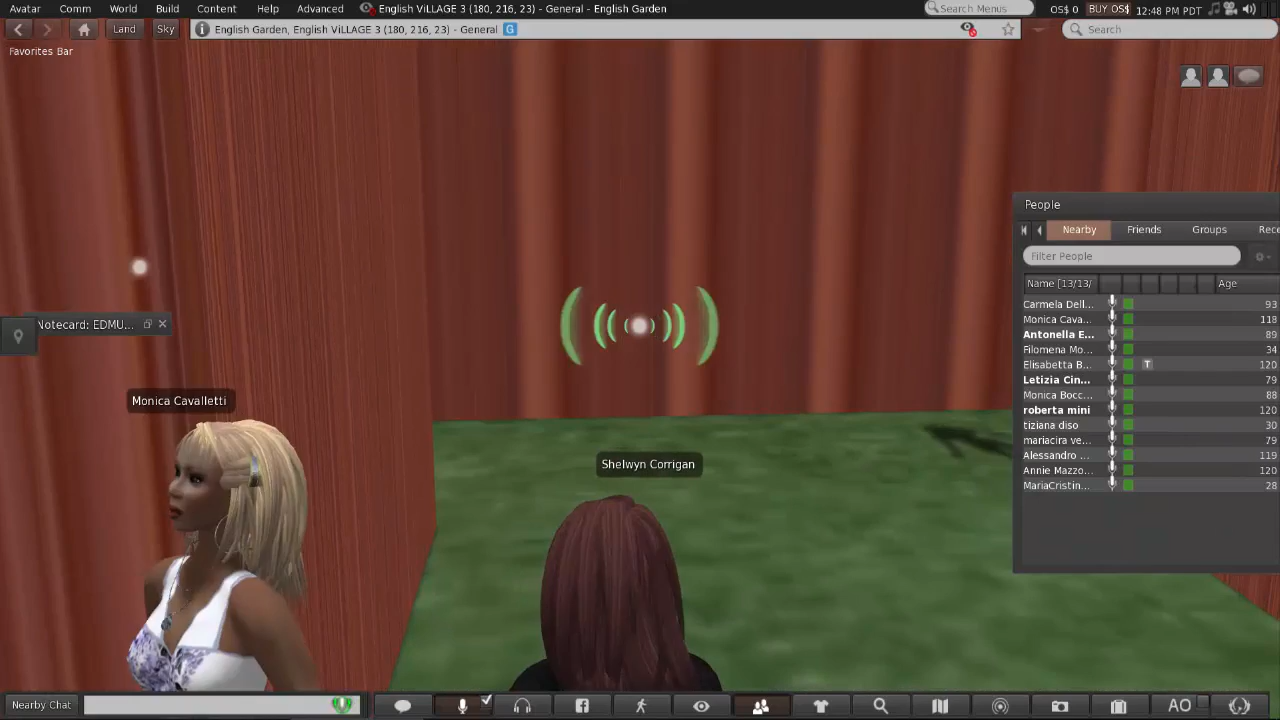 Avatar Comm World Build Content Help Advanced English ViLLAGE 3 (180, 216, 23) - General - English Garden Search Menus OS$ 0 BUY OS$ 12:48 PM PDT
Land Sky English Garden, English ViLLAGE 3 (180, 216, 23) - General G Search
Favorites Bar
People
Nearby Friends Groups Rece
Filter People
Name [13/13/ Age
Carmela Dell... 93
Monica Cava... 118
Antonella E... 89
Filomena Mo... 34
Elisabetta B... T 120
Letizia Cin... 79
Monica Bocc... 88
roberta mini 120
tiziana diso 30
mariacira ve... 79
Alessandro ... 119
Annie Mazzo... 120
MariaCristin... 28
Notecard: EDMU...
Monica Cavalletti
Shelwyn Corrigan
Nearby Chat AO